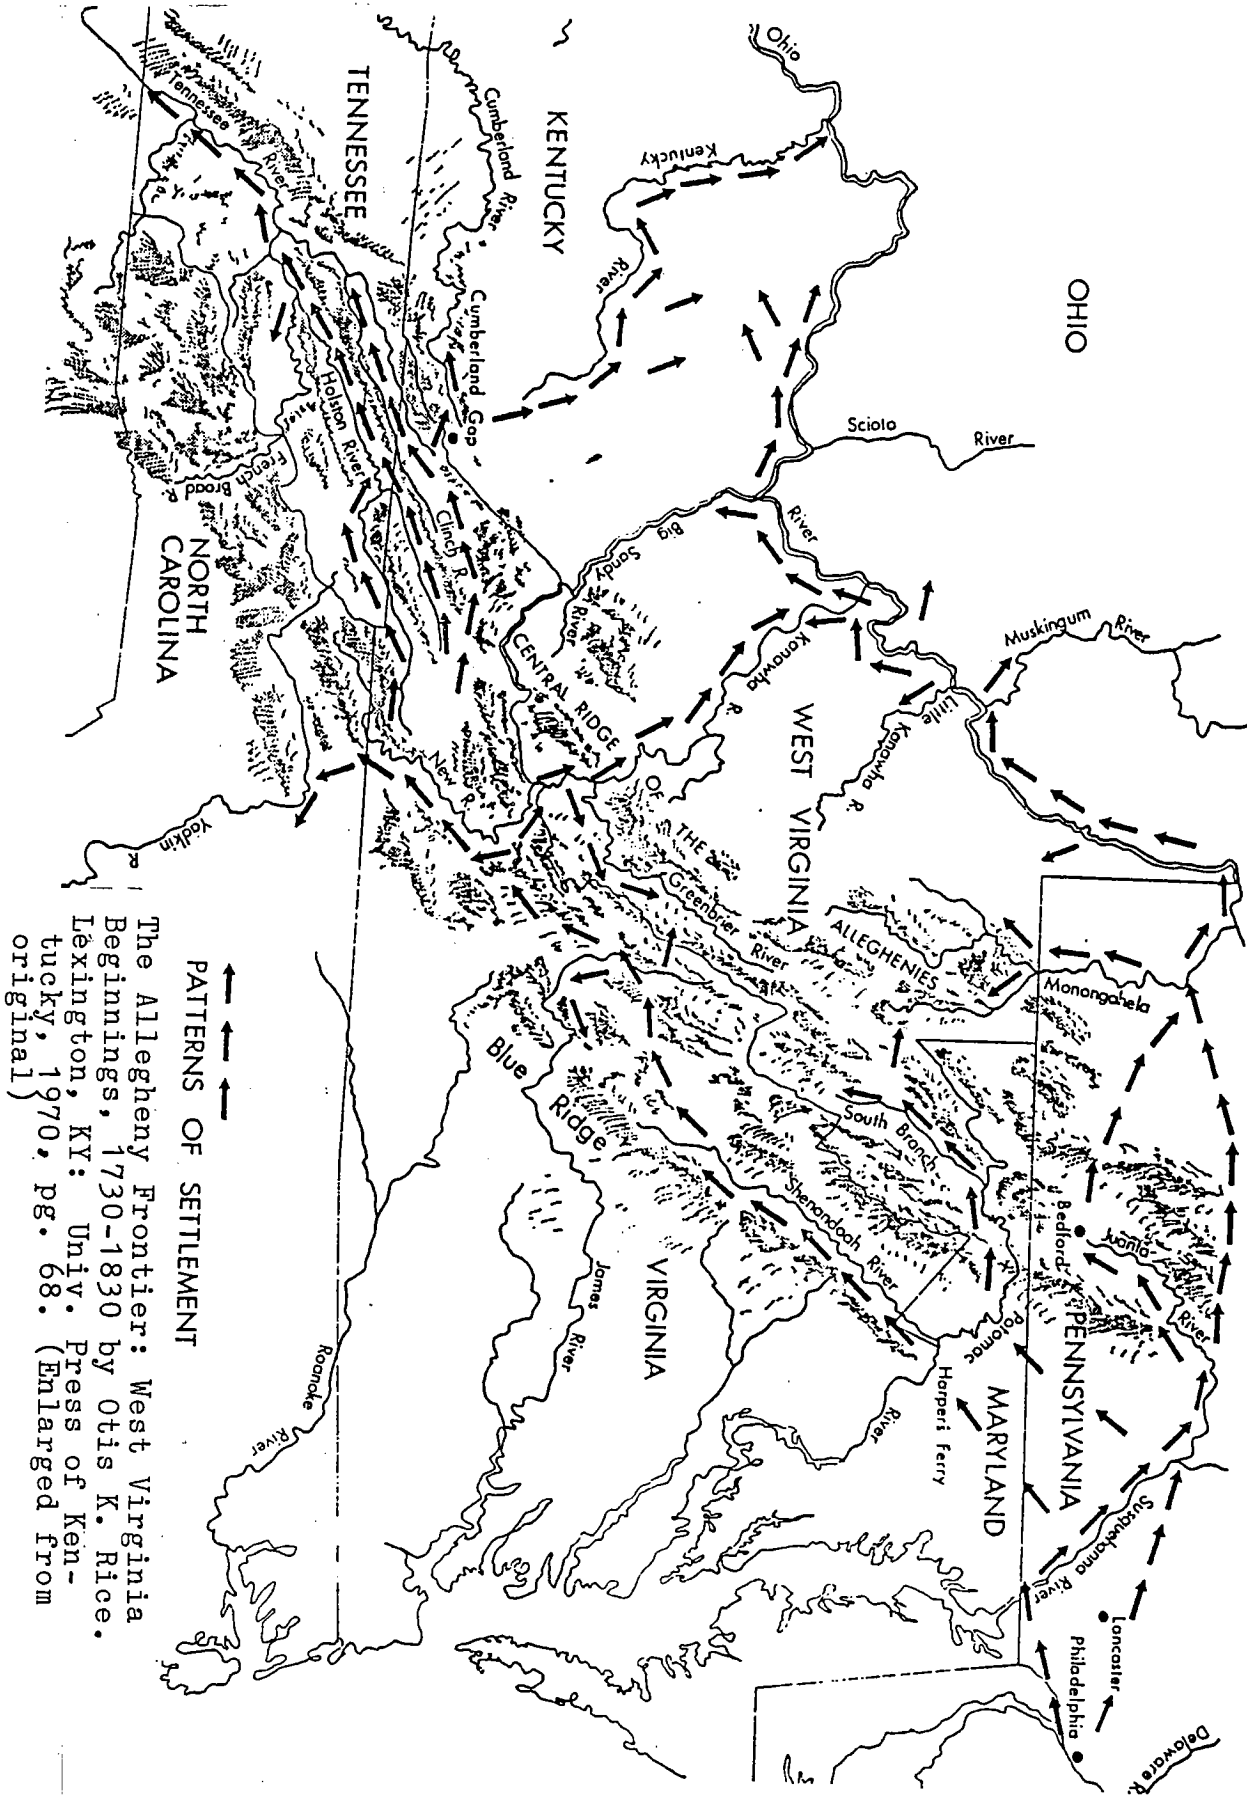 OHIO
Ohio
KENTUCKY
Kentucky
River
Scioto
River
River
Muskingum
River
Little
Kanawha R.
Kanawha
R.
Big
Sandy
River
WEST VIRGINIA
CENTRAL RIDGE
OF
THE
ALLEGHENIES
Greenbrier
River
Monongahela
PENNSYLVANIA
Bedford
Juanta
River
Susquehanna River
Lancaster
Philadelphia
Delaware R.
MARYLAND
Potomac
River
Harpers Ferry
South Branch
Shenandoah River
VIRGINIA
Blue
Ridge
James
River
Roanoke
River
New R.
TENNESSEE
Tennessee
River
Cumberland River
Cumberland Gap
Clinch R.
Holston River
French
Broad
R.
NORTH
CAROLINA
Yadkin
R
PATTERNS OF SETTLEMENT
The Allegheny Frontier: West Virginia
Beginnings, 1730-1830 by Otis K. Rice.
Lexington, KY: Univ. Press of Ken-
tucky, 1970, pg. 68. (Enlarged from
original)